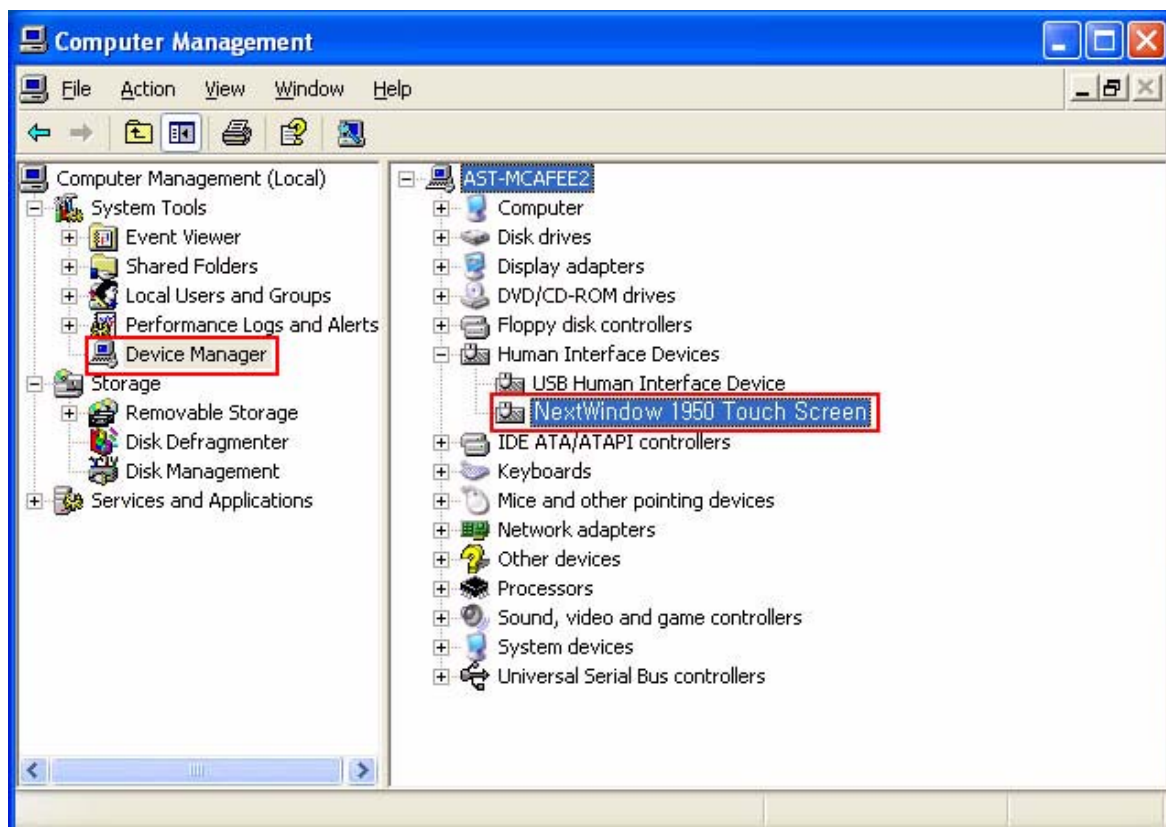 Computer Management
File Action View Window Help
Computer Management (Local)
System Tools
Event Viewer
Shared Folders
Local Users and Groups
Performance Logs and Alerts
Device Manager
Storage
Removable Storage
Disk Defragmenter
Disk Management
Services and Applications
AST-MCAFEE2
Computer
Disk drives
Display adapters
DVD/CD-ROM drives
Floppy disk controllers
Human Interface Devices
USB Human Interface Device
NextWindow 1950 Touch Screen
IDE ATA/ATAPI controllers
Keyboards
Mice and other pointing devices
Network adapters
Other devices
Processors
Sound, video and game controllers
System devices
Universal Serial Bus controllers